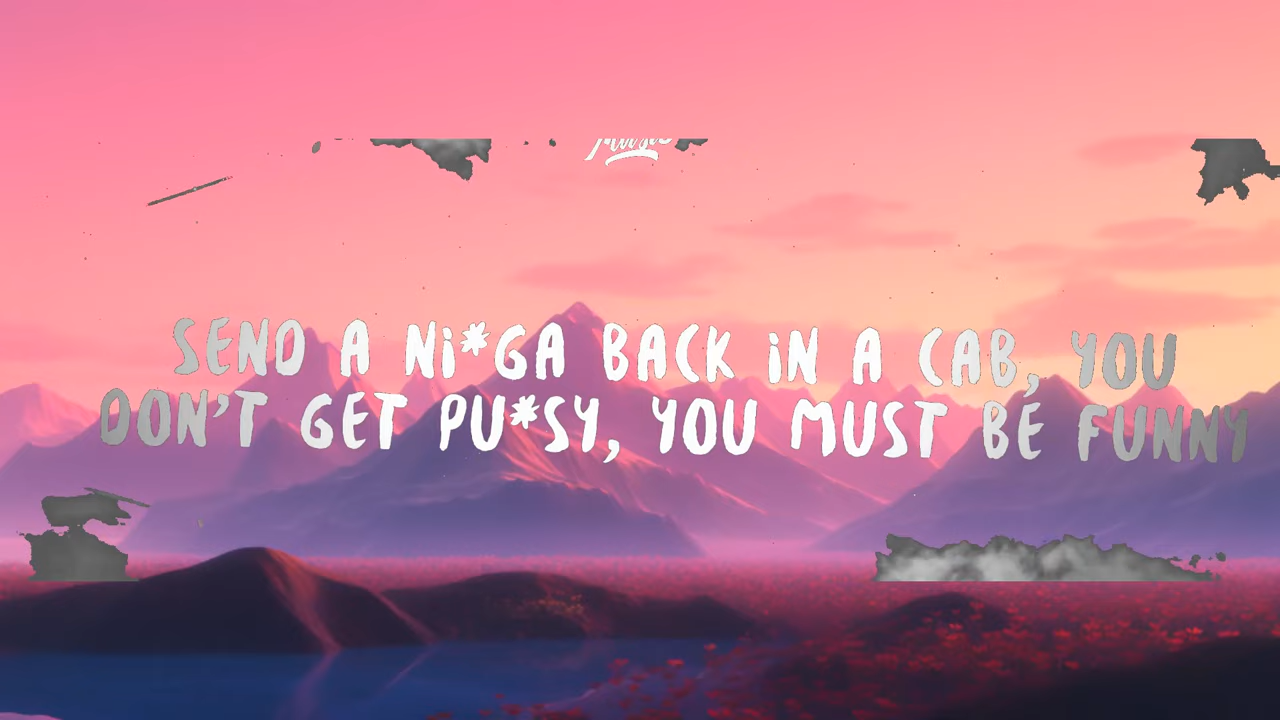 SEND A Ni*GA BACK iN A CAB, YOU
DON'T GET PU*SY, YOU MUST BE FUNNY